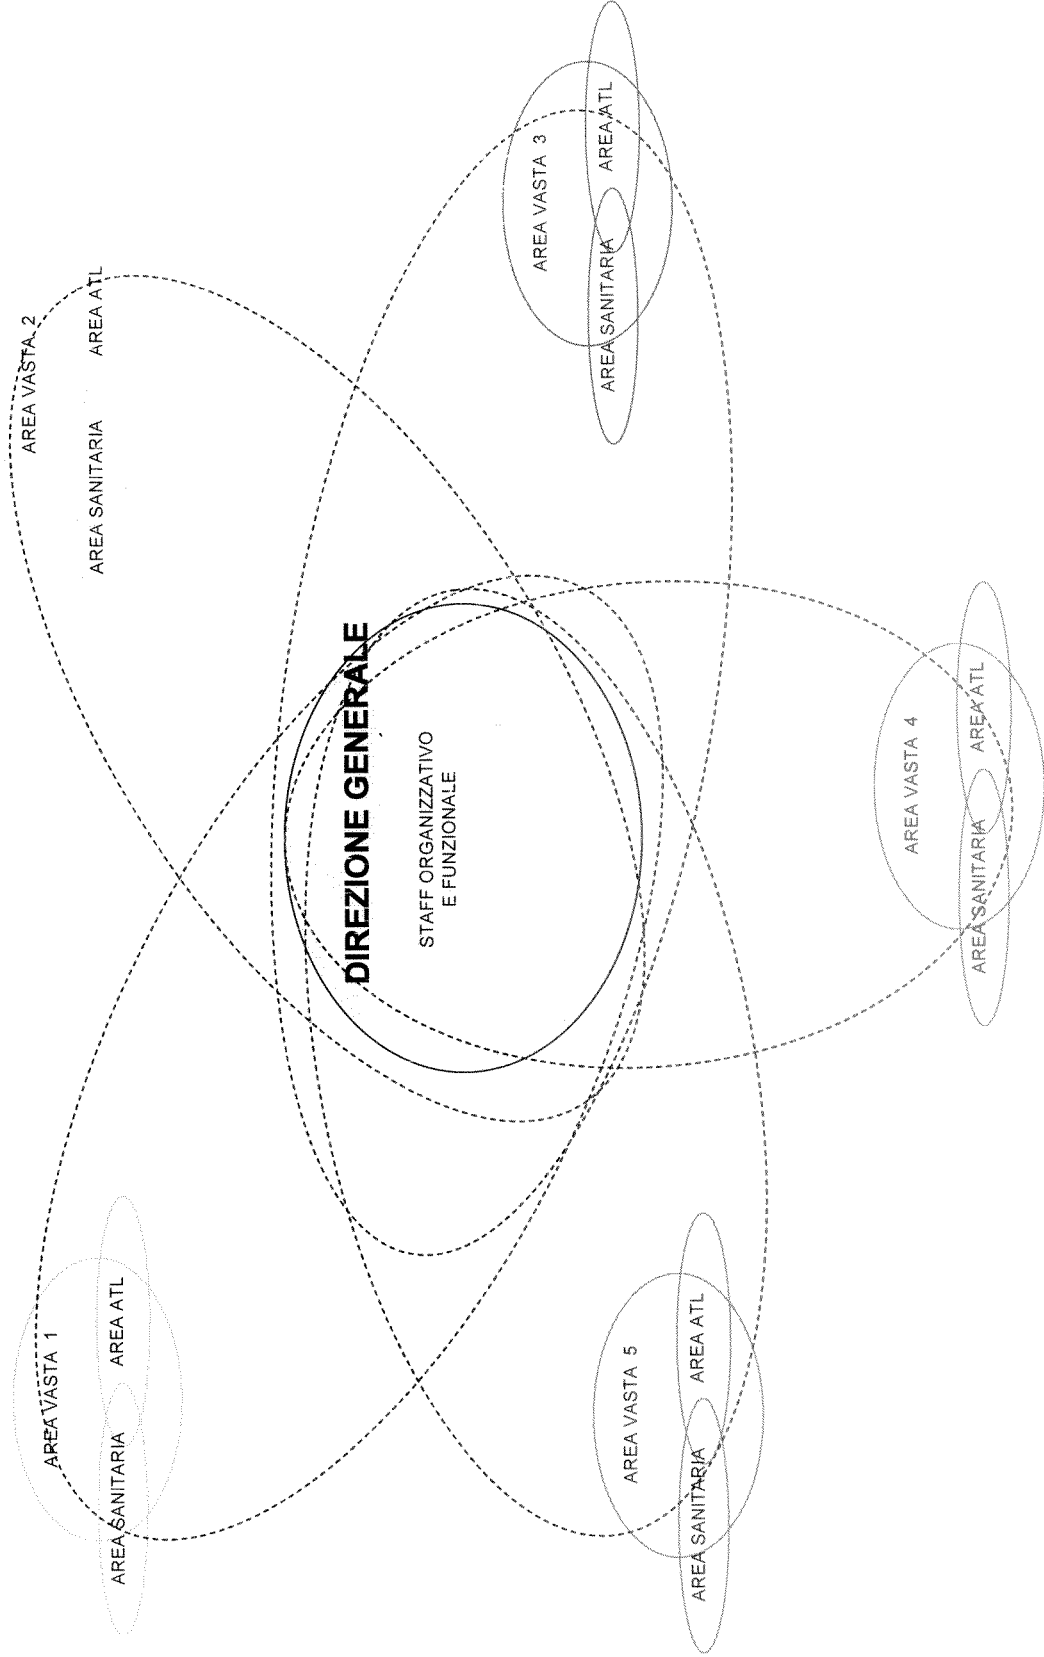 AREA VASTA 1
AREA SANITARIA
AREA ATL
AREA VASTA 2
AREA SANITARIA
AREA ATL
DIREZIONE GENERALE
STAFF ORGANIZZATIVO
E FUNZIONALE
AREA VASTA 3
AREA SANITARIA
AREA ATL
AREA VASTA 5
AREA SANITARIA
AREA ATL
AREA VASTA 4
AREA SANITARIA
AREA ATL